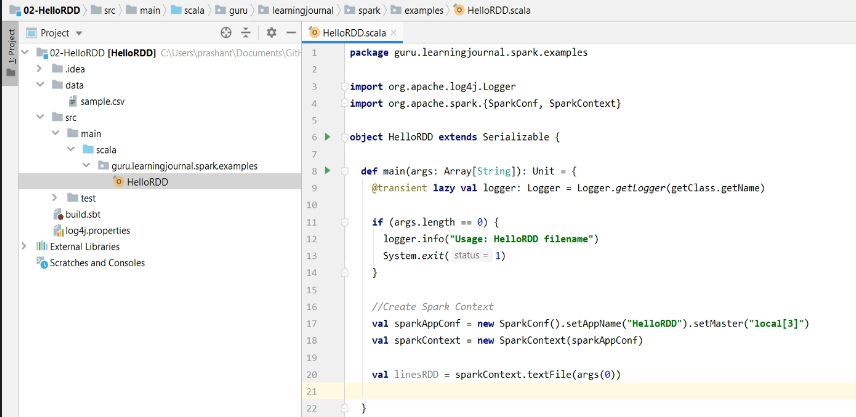 02-HelloRDD src main scala guru learningjournal spark examples HelloRDD.scala
1: Project
Project
HelloRDD.scala
02-HelloRDD [HelloRDD] C:\Users\prashant\Documents\Gith
.idea
data
sample.csv
src
main
scala
guru.learningjournal.spark.examples
HelloRDD
test
build.sbt
log4j.properties
External Libraries
Scratches and Consoles
1 package guru.learningjournal.spark.examples
2
3 import org.apache.log4j.Logger
4 import org.apache.spark.{SparkConf, SparkContext}
5
6 object HelloRDD extends Serializable {
7
8 def main(args: Array[String]): Unit = {
9 @transient lazy val logger: Logger = Logger.getLogger(getClass.getName)
10
11 if (args.length == 0) {
12 logger.info("Usage: HelloRDD filename")
13 System.exit( status = 1)
14 }
15
16 //Create Spark Context
17 val sparkAppConf = new SparkConf().setAppName("HelloRDD").setMaster("local[3]")
18 val sparkContext = new SparkContext(sparkAppConf)
19
20 val linesRDD = sparkContext.textFile(args(0))
21
22 }